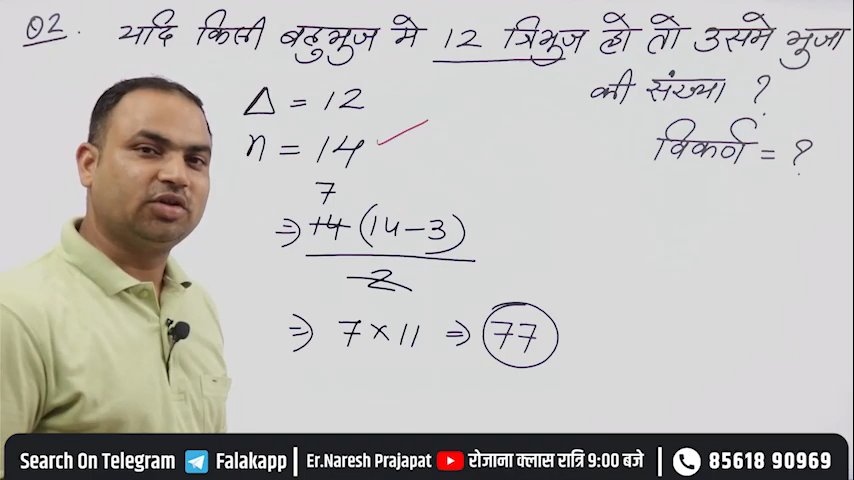 Q2. यदि किसी बहुभुज मे 12 त्रिभुज हो तो उसमे भुजा
की संख्या ?
विकर्ण = ?
△ = 12
n = 14
7
⇒ 14 (14-3)
2
⇒ 7 × 11 ⇒ 77
Search On Telegram Falakapp | Er.Naresh Prajapat रोजाना क्लास रात्रि 9:00 बजे | 85618 90969